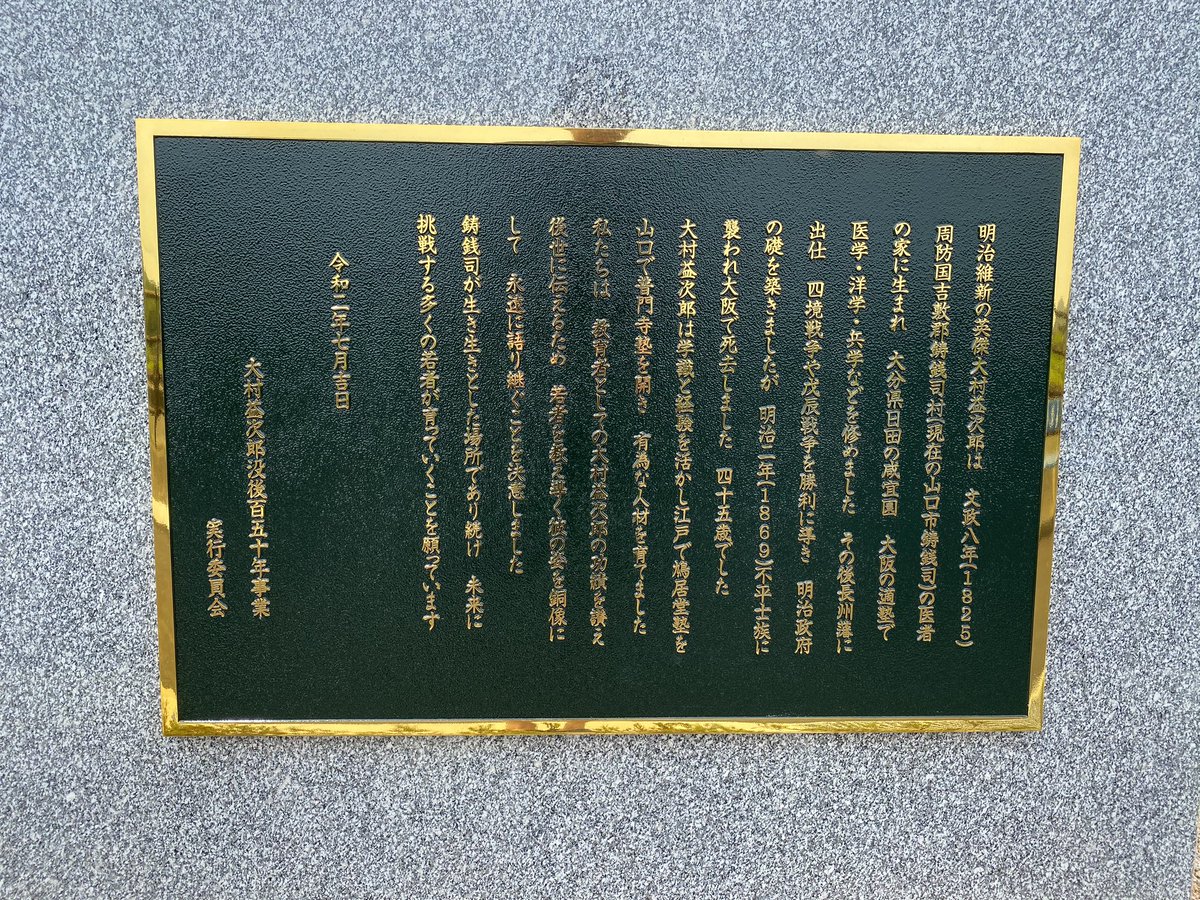 明治維新の英傑大村益次郎は　文政八年(1825)
周防国吉敷郡鋳銭司村(現在の山口市鋳銭司)の医者
の家に生まれ　大分県日田の咸宜園　大阪の適塾で
医学・洋学・兵学などを修めました　その後長州藩に
出仕　四境戦争や戊辰戦争を勝利に導き　明治政府
の礎を築きましたが　明治二年(1869)不平士族に
襲われ大阪で死去しました　四十五歳でした
大村益次郎は学識と経験を活かし江戸で鳩居堂塾を
山口で普門寺塾を開き　有為な人材を育てました
私たちは　教育者としての大村益次郎の功績を讃え
後世に伝えるため　若者を教え導く彼の姿を銅像に
して　永遠に語り継ぐことを決意しました
鋳銭司が生き生きとした場所であり続け　未来に
挑戦する多くの若者が育っていくことを願っています
令和二年七月吉日
大村益次郎没後百五十年事業
実行委員会